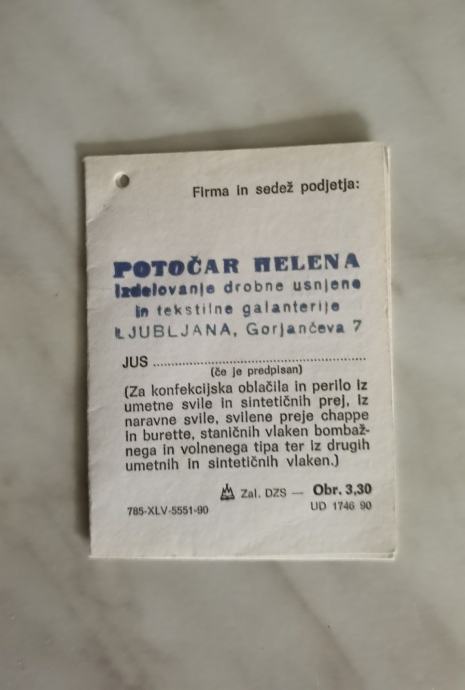 Firma in sedež podjetja:
POTOČAR HELENA
Izdelovanje drobne usnjene
in tekstilne galanterije
LJUBLJANA, Gorjančeva 7
JUS ........................................
(če je predpisan)
(Za konfekcijska oblačila in perilo iz
umetne svile in sintetičnih prej, iz
naravne svile, svilene preje chappe
in burette, staničnih vlaken bombaž-
nega in volnenega tipa ter iz drugih
umetnih in sintetičnih vlaken.)
Zal. DZS — Obr. 3,30
785-XLV-5551-90 UD 1746 90